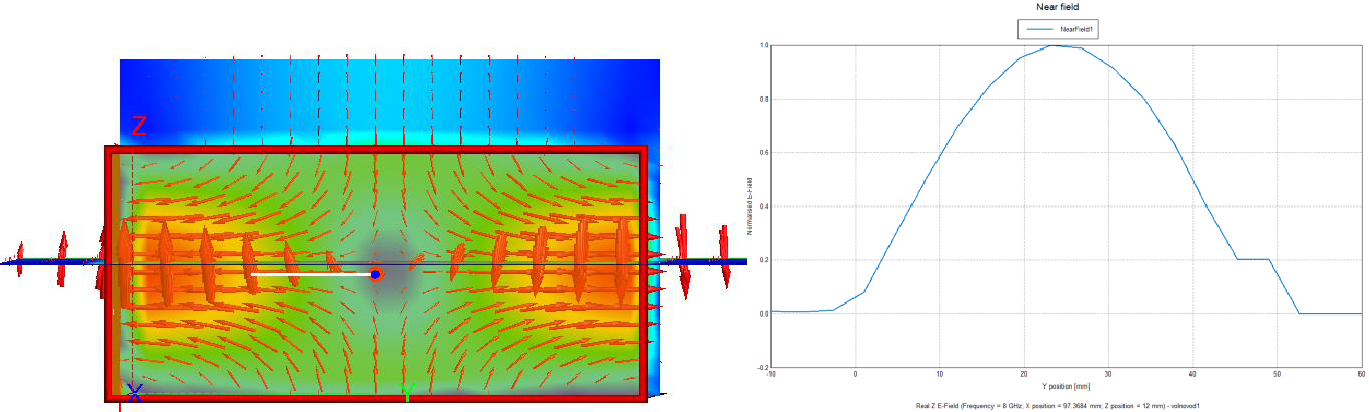 Near field
NearField1
Z
X
Y
1.0
0.8
0.6
0.4
0.2
0.0
-0.2
Normalised E-Field
-10
0
10
20
30
40
50
60
Y position [mm]
Real Z E-Field (Frequency = 8 GHz; X position = 97.3684 mm; Z position = 12 mm) - volnovod1